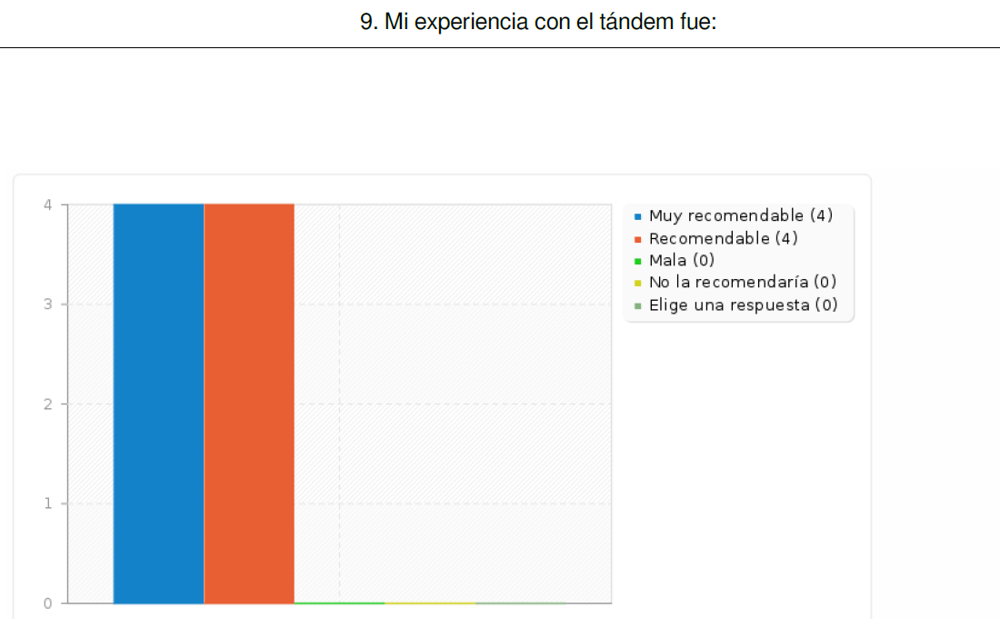 9. Mi experiencia con el tándem fue:
4
3
2
1
0
Muy recomendable (4)
Recomendable (4)
Mala (0)
No la recomendaría (0)
Elige una respuesta (0)